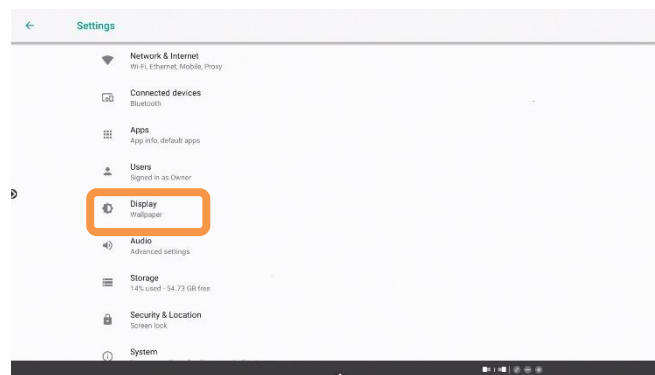 Settings
Network & Internet
Wi-Fi, Ethernet, Mobile, Proxy
Connected devices
Bluetooth
Apps
App info, default apps
Users
Signed in as Owner
Display
Wallpaper
Audio
Advanced settings
Storage
14% used - 54.73 GB free
Security & Location
Screen lock
System